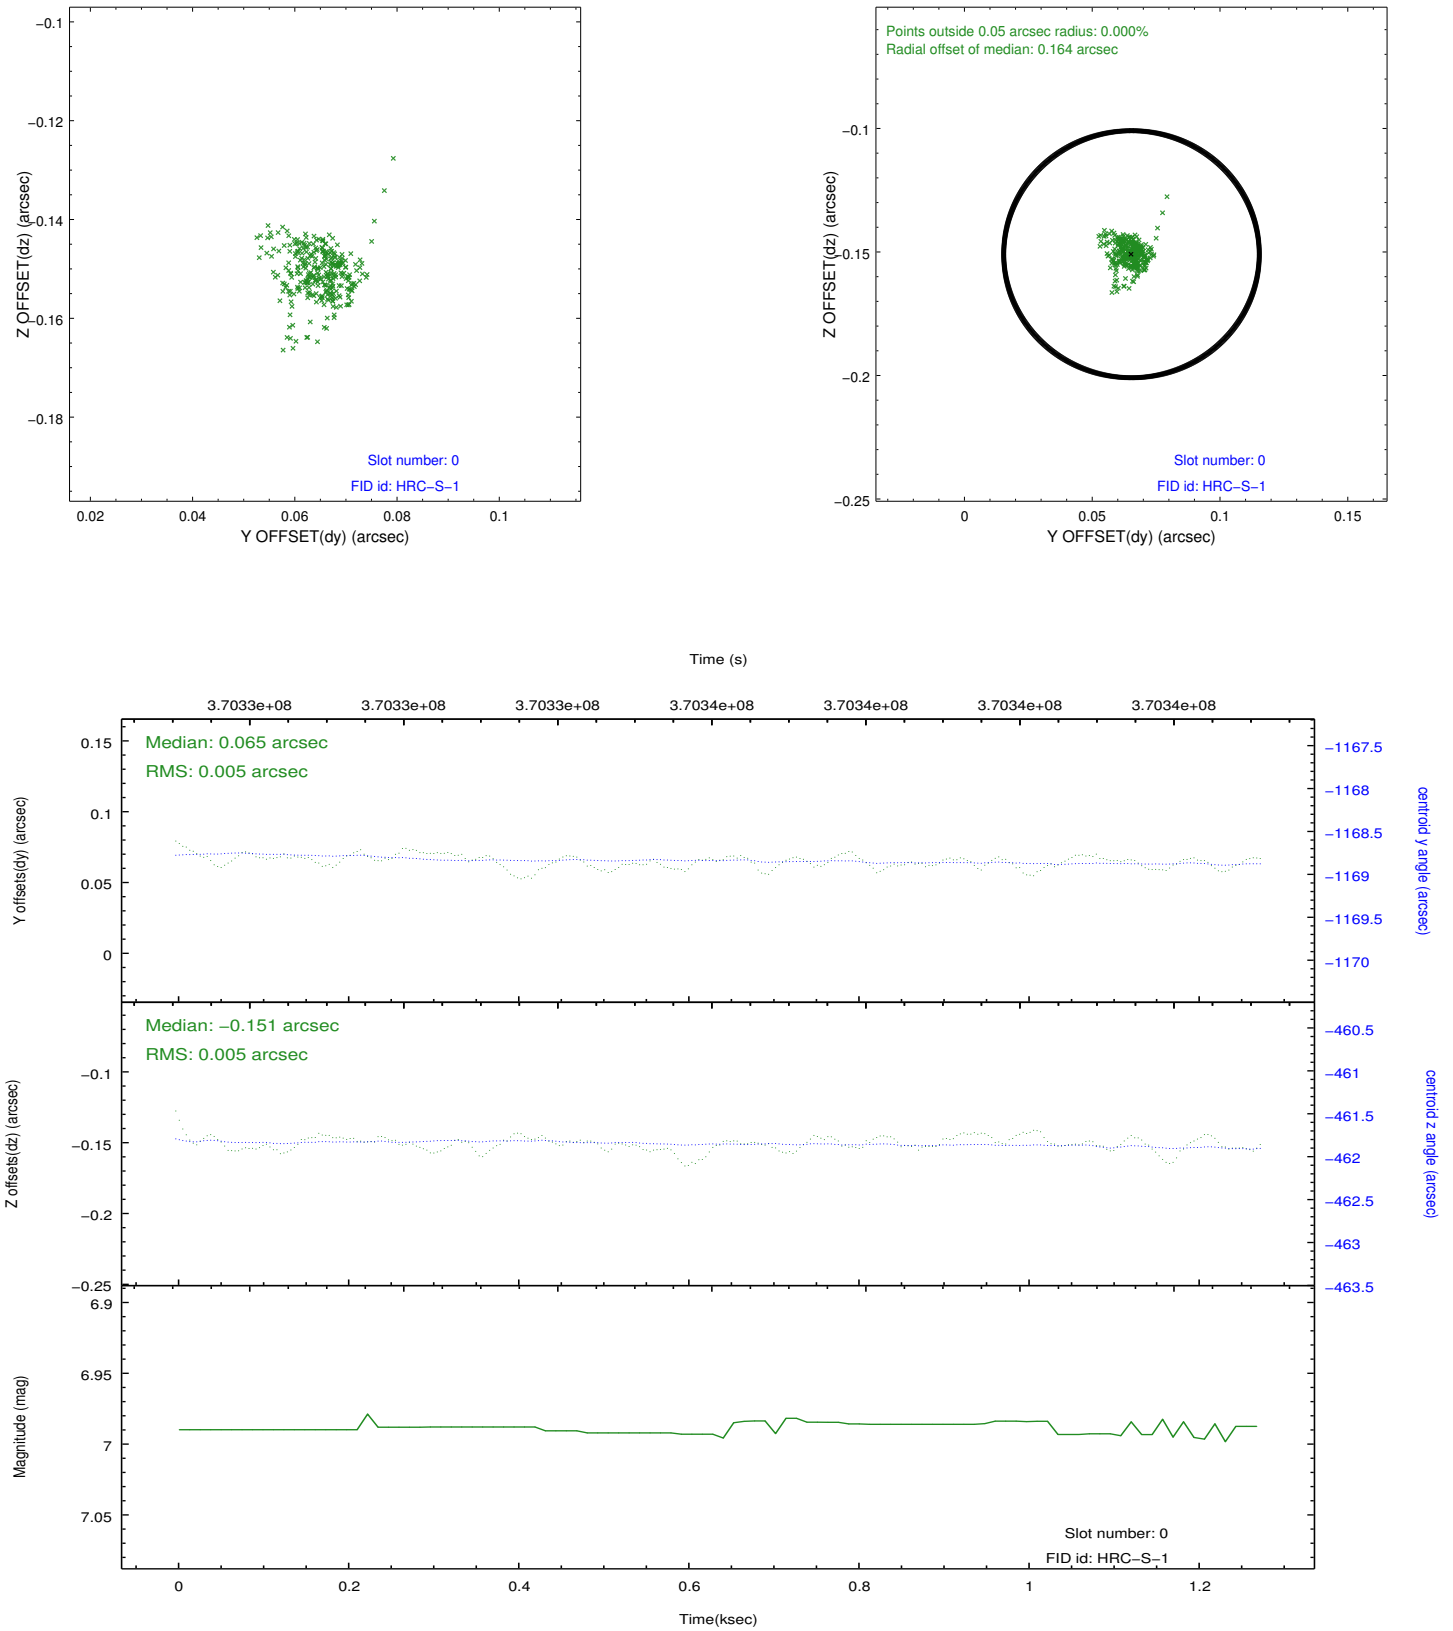 −0.1
−0.12
−0.14
−0.16
−0.18
Z OFFSET(dz) (arcsec)
Slot number: 0
FID id: HRC−S−1
0.02 0.04 0.06 0.08 0.1
Y OFFSET(dy) (arcsec)
Points outside 0.05 arcsec radius: 0.000%
Radial offset of median: 0.164 arcsec
−0.1
−0.15
−0.2
−0.25
Z OFFSET(dz) (arcsec)
Slot number: 0
FID id: HRC−S−1
0 0.05 0.1 0.15
Y OFFSET(dy) (arcsec)
Time (s)
3.7033e+08 3.7033e+08 3.7033e+08 3.7034e+08 3.7034e+08 3.7034e+08 3.7034e+08
Median: 0.065 arcsec
RMS: 0.005 arcsec
0.15
0.1
0.05
0
Y offsets(dy) (arcsec)
−1167.5
−1168
−1168.5
−1169
−1169.5
−1170
centroid y angle (arcsec)
Median: −0.151 arcsec
RMS: 0.005 arcsec
−0.1
−0.15
−0.2
−0.25
Z offsets(dz) (arcsec)
−460.5
−461
−461.5
−462
−462.5
−463
−463.5
centroid z angle (arcsec)
6.9
6.95
7
7.05
Magnitude (mag)
Slot number: 0
FID id: HRC−S−1
0 0.2 0.4 0.6 0.8 1 1.2
Time(ksec)